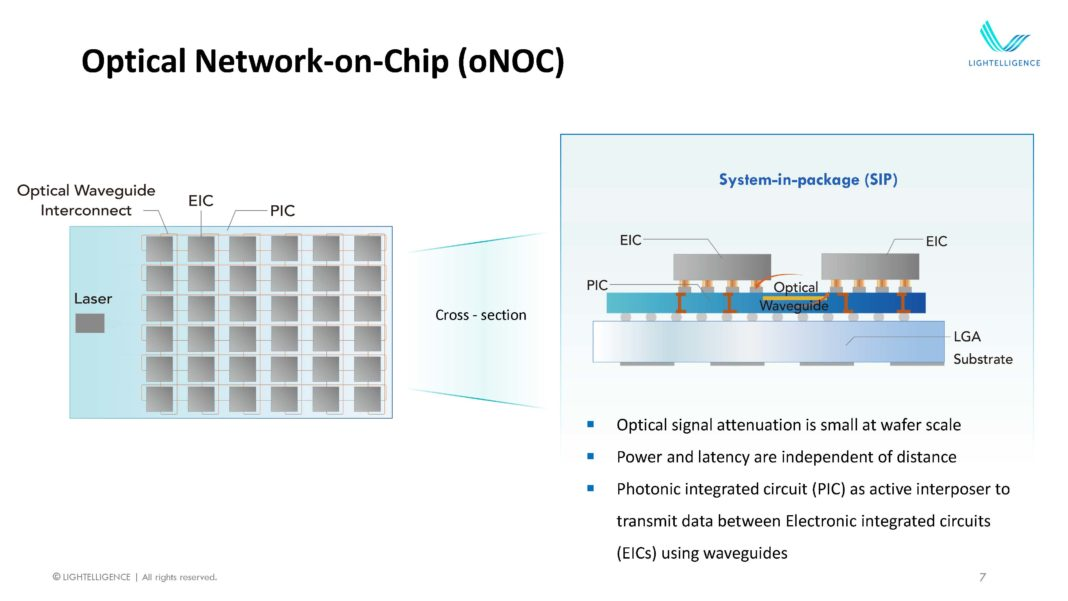 Optical Network-on-Chip (oNOC)
LIGHTELLIGENCE
Optical Waveguide
Interconnect
EIC
PIC
Laser
Cross - section
System-in-package (SIP)
EIC
EIC
PIC
Optical
Waveguide
LGA
Substrate
▪ Optical signal attenuation is small at wafer scale
▪ Power and latency are independent of distance
▪ Photonic integrated circuit (PIC) as active interposer to
transmit data between Electronic integrated circuits
(EICs) using waveguides
© LIGHTELLIGENCE | All rights reserved.
7